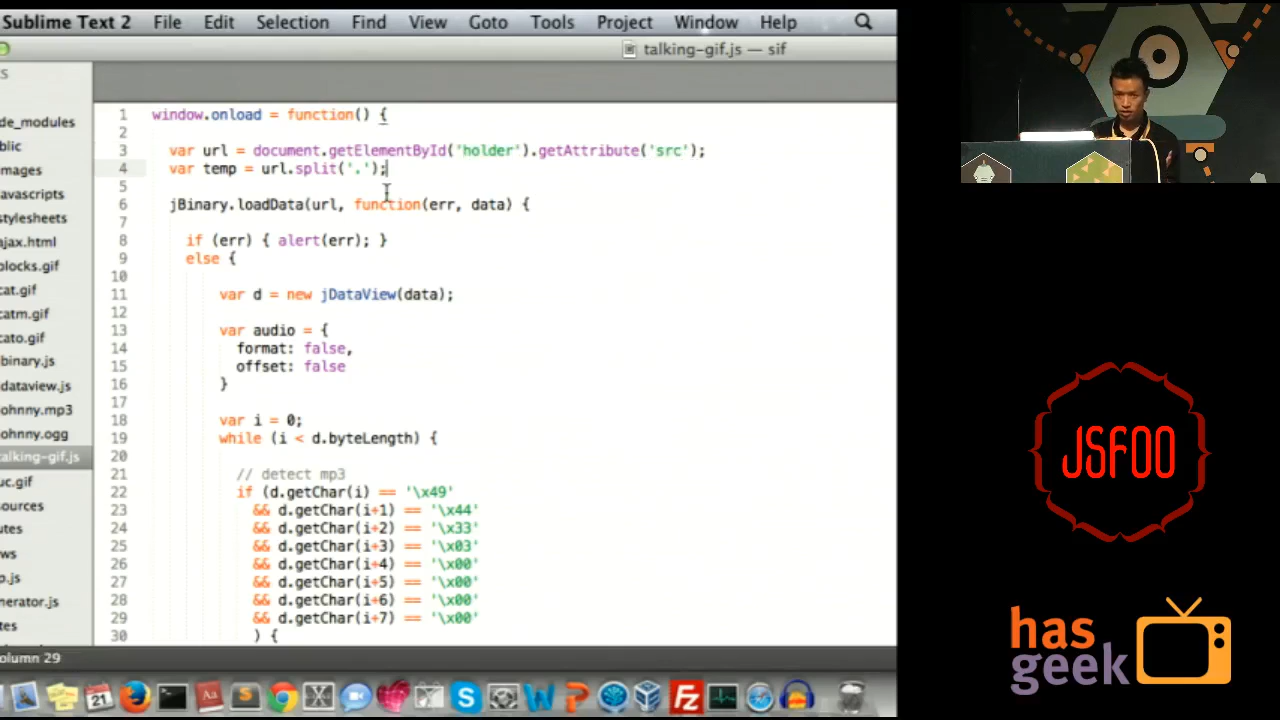 Sublime Text 2 File Edit Selection Find View Goto Tools Project Window Help
talking-gif.js — sif
S
de_modules
blic
mages
avascripts
stylesheets
ajax.html
blocks.gif
cat.gif
catm.gif
cato.gif
binary.js
dataview.js
ohnny.mp3
ohnny.ogg
talking-gif.js
uc.gif
ources
utes
ws
p.js
nerator.js
tes
1 window.onload = function() {
2
3 var url = document.getElementById('holder').getAttribute('src');
4 var temp = url.split('.');
5
6 jBinary.loadData(url, function(err, data) {
7
8 if (err) { alert(err); }
9 else {
10
11 var d = new jDataView(data);
12
13 var audio = {
14 format: false,
15 offset: false
16 }
17
18 var i = 0;
19 while (i < d.byteLength) {
20
21 // detect mp3
22 if (d.getChar(i) == '\x49'
23 && d.getChar(i+1) == '\x44'
24 && d.getChar(i+2) == '\x33'
25 && d.getChar(i+3) == '\x03'
26 && d.getChar(i+4) == '\x00'
27 && d.getChar(i+5) == '\x00'
28 && d.getChar(i+6) == '\x00'
29 && d.getChar(i+7) == '\x00'
30 ) {
olumn 29
21
Aa
S
X
S
W
P
Fz
JSFOO
has
geek